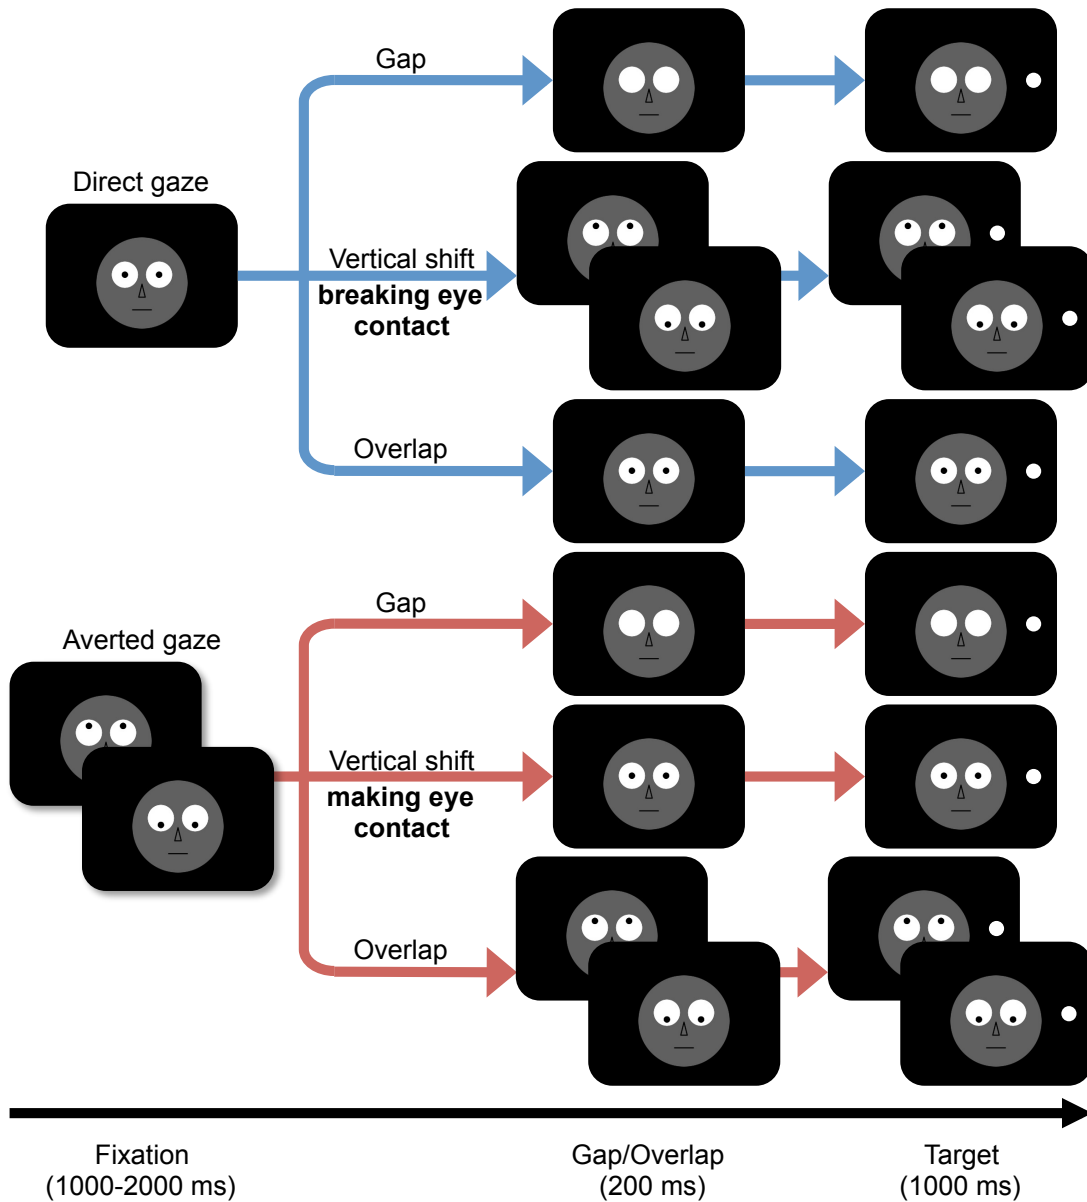 Gap
Direct gaze
Vertical shift
breaking eye
contact
Overlap
Gap
Averted gaze
Vertical shift
making eye
contact
Overlap
Fixation
(1000-2000 ms)
Gap/Overlap
(200 ms)
Target
(1000 ms)